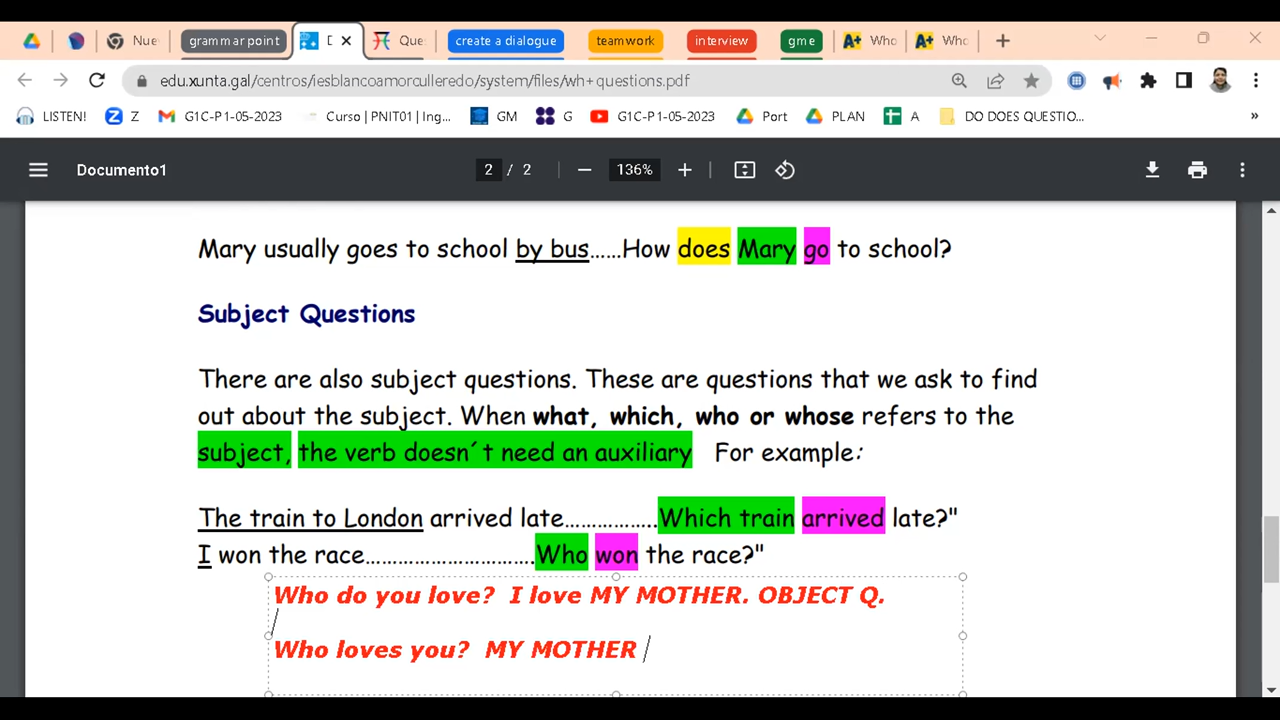 Nue
grammar point
D
Que
create a dialogue
teamwork
interview
gme
A+ Who
A+ Who
edu.xunta.gal/centros/iesblancoamorculleredo/system/files/wh+questions.pdf
LISTEN!
Z
G1C-P1-05-2023
Curso | PNIT01 | Ing...
GM
G
G1C-P1-05-2023
Port
PLAN
A
DO DOES QUESTIO...
»
Documento1
2 / 2
136%
Mary usually goes to school by bus……How does Mary go to school?
Subject Questions
There are also subject questions. These are questions that we ask to find
out about the subject. When what, which, who or whose refers to the
subject, the verb doesn´t need an auxiliary For example:
The train to London arrived late……………..Which train arrived late?"
I won the race………………………….Who won the race?"
Who do you love? I love MY MOTHER. OBJECT Q.
Who loves you? MY MOTHER